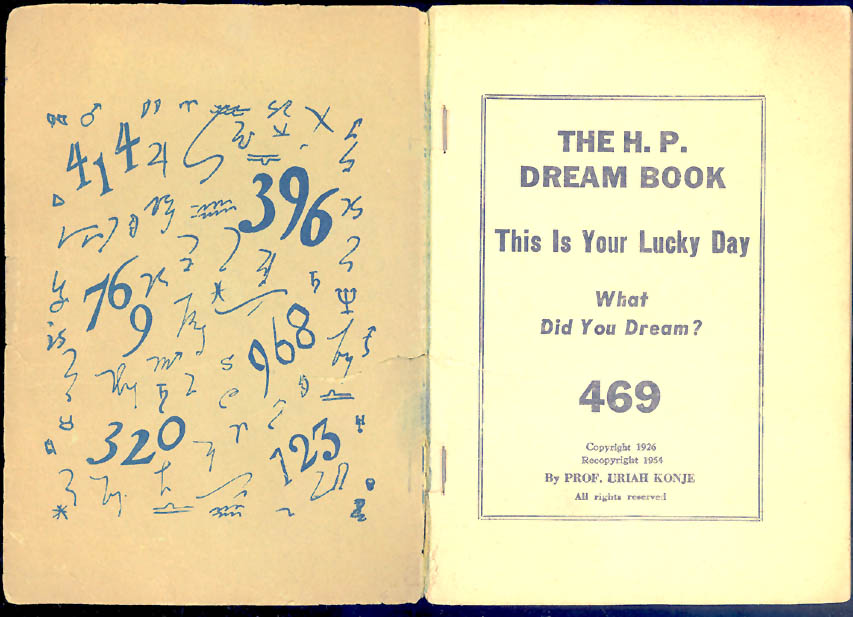 414
396
769
968
320
123
THE H. P.
DREAM BOOK
This Is Your Lucky Day
What
Did You Dream?
469
Copyright 1926
Recopyright 1954
By PROF. URIAH KONJE
All rights reserved